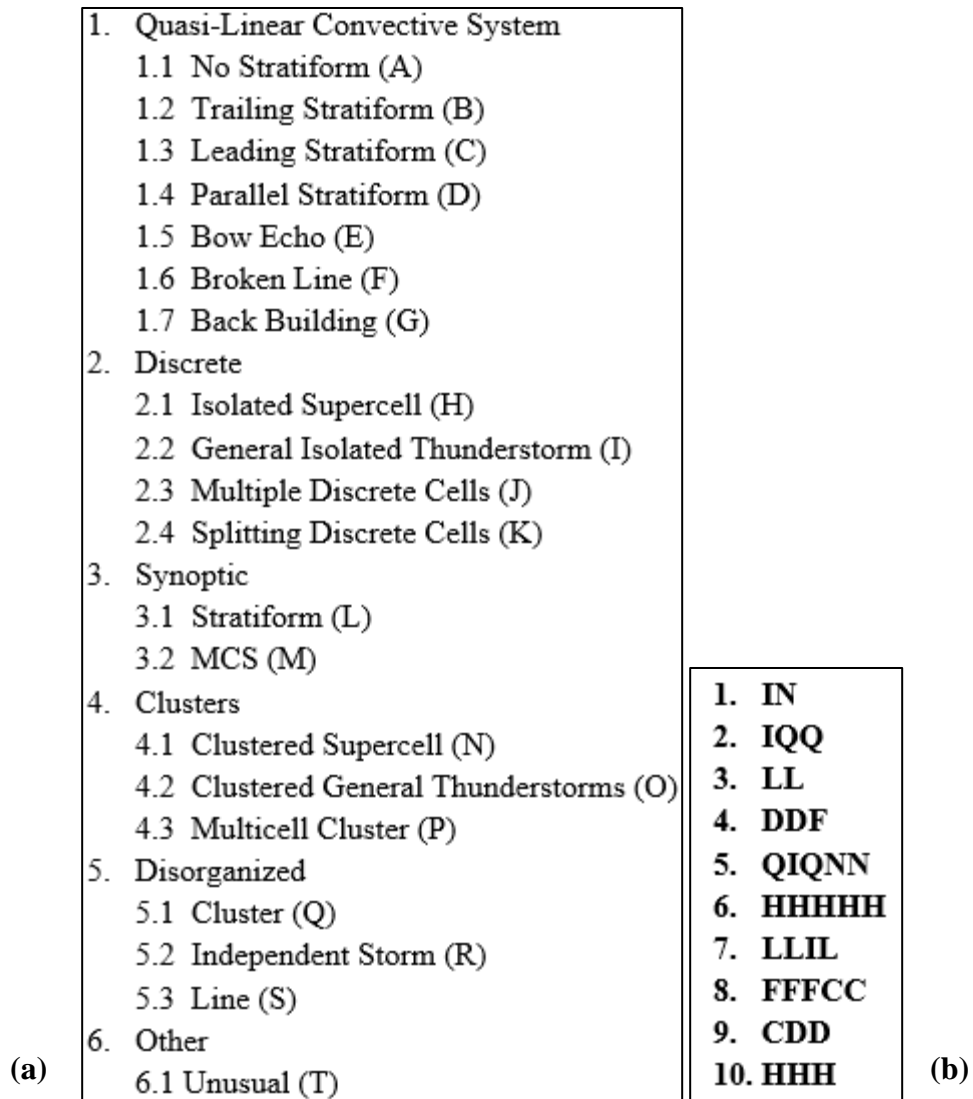 1. Quasi-Linear Convective System
1.1 No Stratiform (A)
1.2 Trailing Stratiform (B)
1.3 Leading Stratiform (C)
1.4 Parallel Stratiform (D)
1.5 Bow Echo (E)
1.6 Broken Line (F)
1.7 Back Building (G)
2. Discrete
2.1 Isolated Supercell (H)
2.2 General Isolated Thunderstorm (I)
2.3 Multiple Discrete Cells (J)
2.4 Splitting Discrete Cells (K)
3. Synoptic
3.1 Stratiform (L)
3.2 MCS (M)
4. Clusters
4.1 Clustered Supercell (N)
4.2 Clustered General Thunderstorms (O)
4.3 Multicell Cluster (P)
5. Disorganized
5.1 Cluster (Q)
5.2 Independent Storm (R)
5.3 Line (S)
6. Other
6.1 Unusual (T)
(a)
1. IN
2. IQQ
3. LL
4. DDF
5. QIQNN
6. HHHHH
7. LLIL
8. FFFCC
9. CDD
10. HHH
(b)